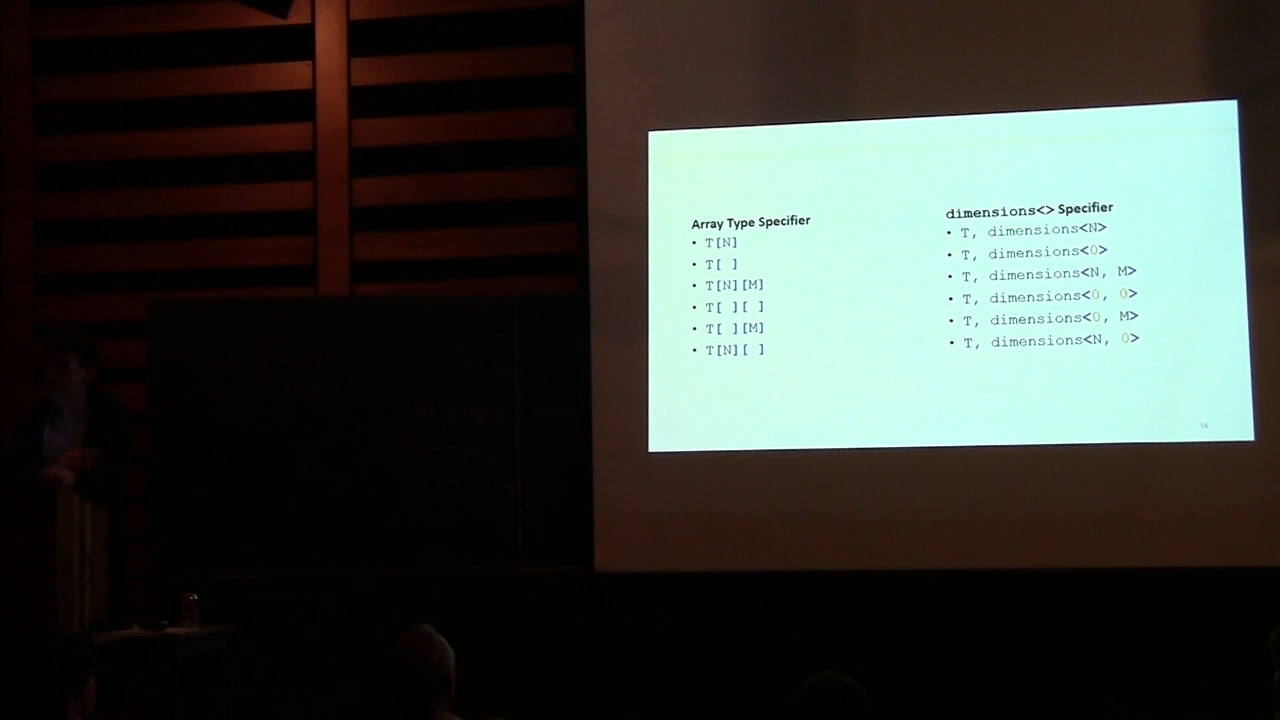 Array Type Specifier
• T[N]
• T[ ]
• T[N][M]
• T[ ][ ]
• T[ ][M]
• T[N][ ]
dimensions<> Specifier
• T, dimensions<N>
• T, dimensions<0>
• T, dimensions<N, M>
• T, dimensions<0, 0>
• T, dimensions<0, M>
• T, dimensions<N, 0>